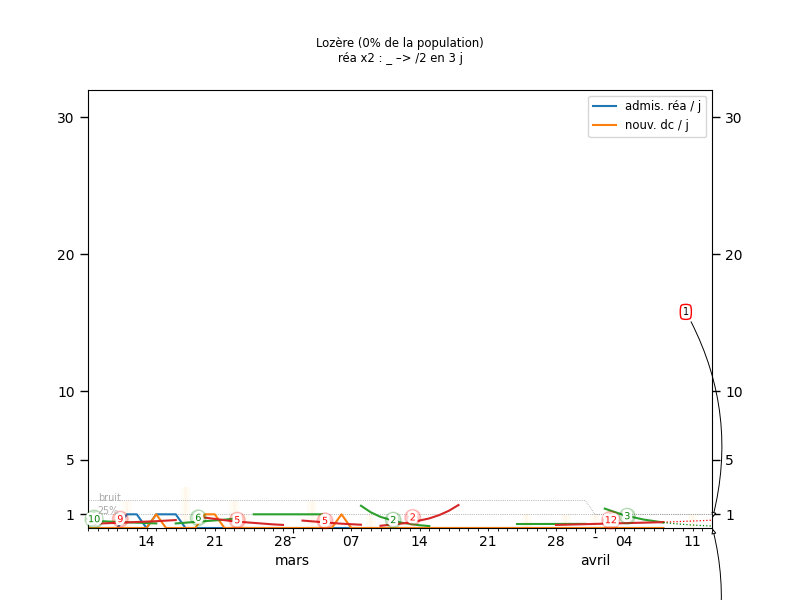 Lozère (0% de la population)
réa x2 : _ –> /2 en 3 j
admis. réa / j
nouv. dc / j
30 30
20 20
1
10 10
5 5
bruit
25%
1 1
10 9 6 5 5 2 2 12 3
14 21 28 07 14 21 28 04 11
mars avril